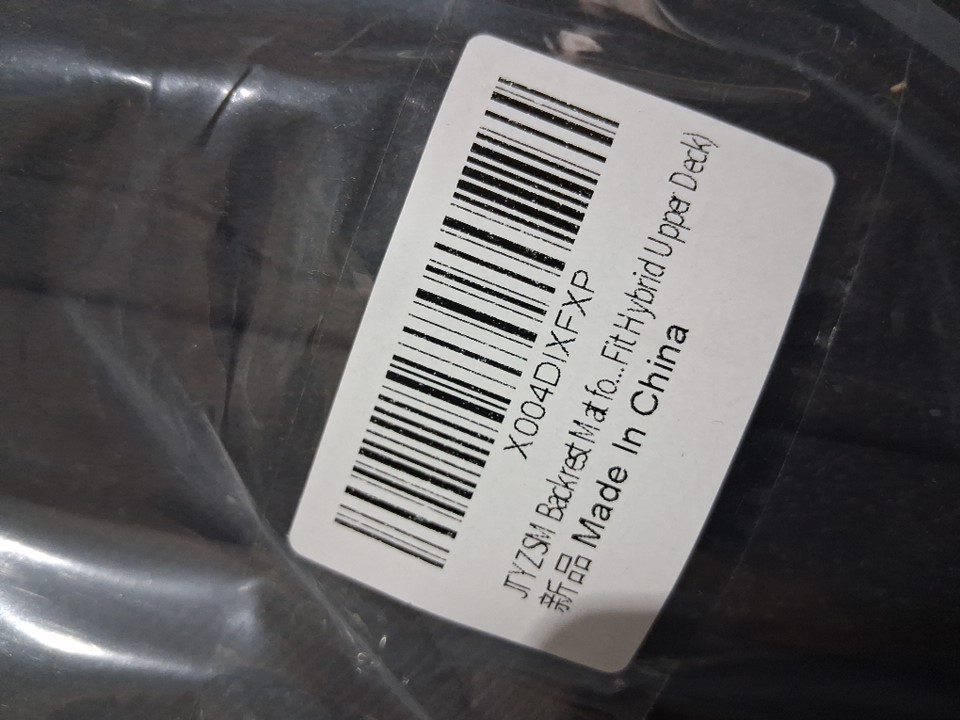 X004DIXFXP
JTYZSM Backrest Mat fo...Fit Hybrid Upper Deck)
新品 Made In China